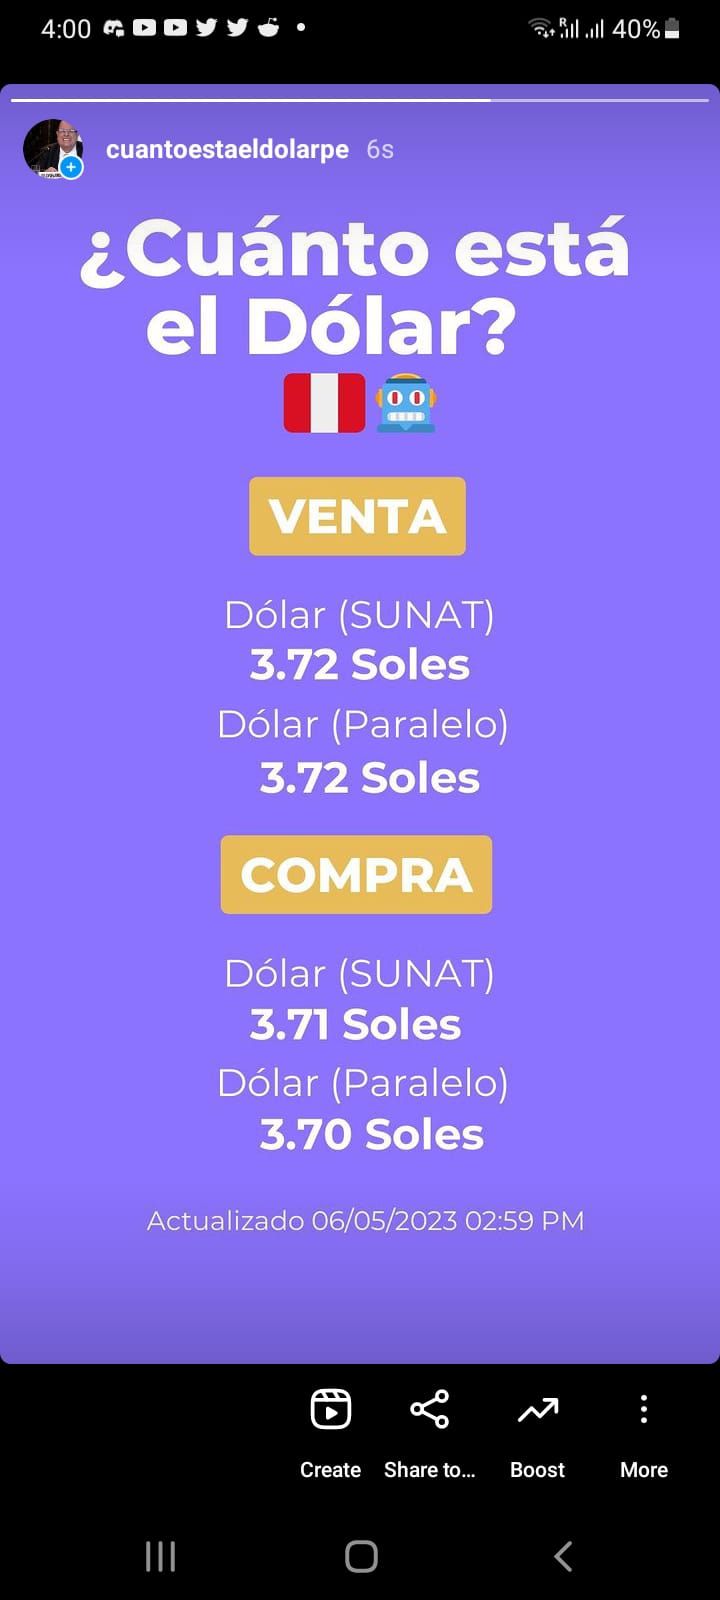 4:00
R
40%
cuantoestaeldolarpe 6s
¿Cuánto está
el Dólar?
VENTA
Dólar (SUNAT)
3.72 Soles
Dólar (Paralelo)
3.72 Soles
COMPRA
Dólar (SUNAT)
3.71 Soles
Dólar (Paralelo)
3.70 Soles
Actualizado 06/05/2023 02:59 PM
Create Share to... Boost More